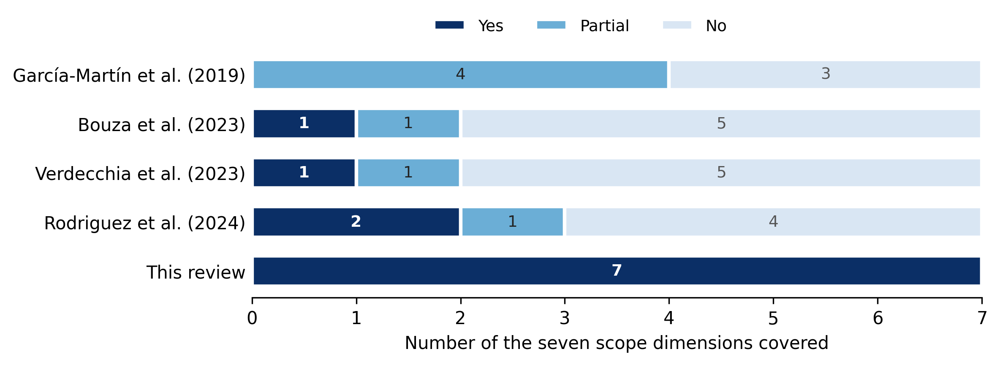 Yes Partial No
García-Martín et al. (2019) 4 3
Bouza et al. (2023) 1 1 5
Verdecchia et al. (2023) 1 1 5
Rodriguez et al. (2024) 2 1 4
This review 7
0 1 2 3 4 5 6 7
Number of the seven scope dimensions covered